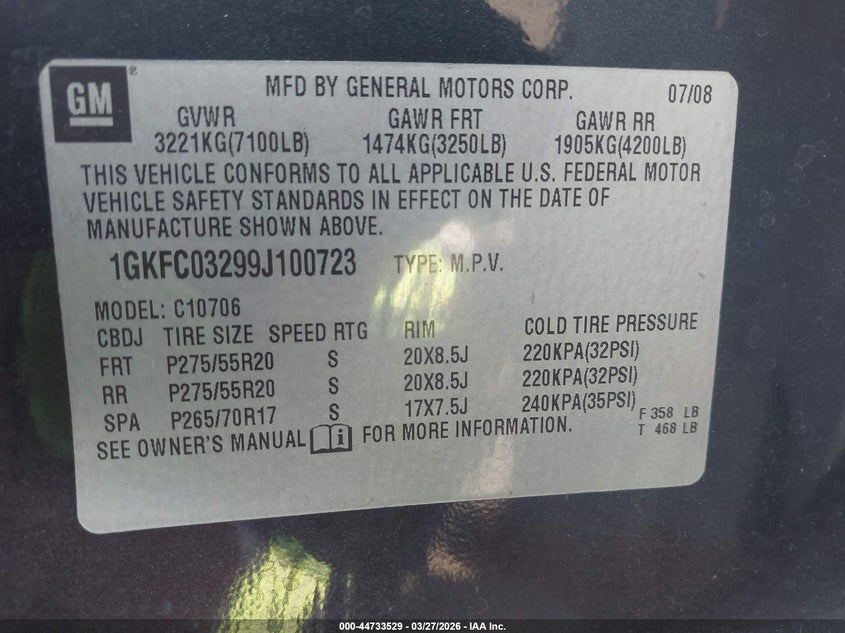 GM
®
MFD BY GENERAL MOTORS CORP. 07/08
GVWR GAWR FRT GAWR RR
3221KG(7100LB) 1474KG(3250LB) 1905KG(4200LB)
THIS VEHICLE CONFORMS TO ALL APPLICABLE U.S. FEDERAL MOTOR
VEHICLE SAFETY STANDARDS IN EFFECT ON THE DATE OF
MANUFACTURE SHOWN ABOVE.
1GKFC03299J100723 TYPE: M.P.V.
MODEL: C10706
CBDJ TIRE SIZE SPEED RTG RIM COLD TIRE PRESSURE
FRT P275/55R20 S 20X8.5J 220KPA(32PSI)
RR P275/55R20 S 20X8.5J 220KPA(32PSI)
SPA P265/70R17 S 17X7.5J 240KPA(35PSI) F 358 LB
SEE OWNER'S MANUAL i FOR MORE INFORMATION. T 468 LB
000-44733529 - 03/27/2026 - IAA Inc.